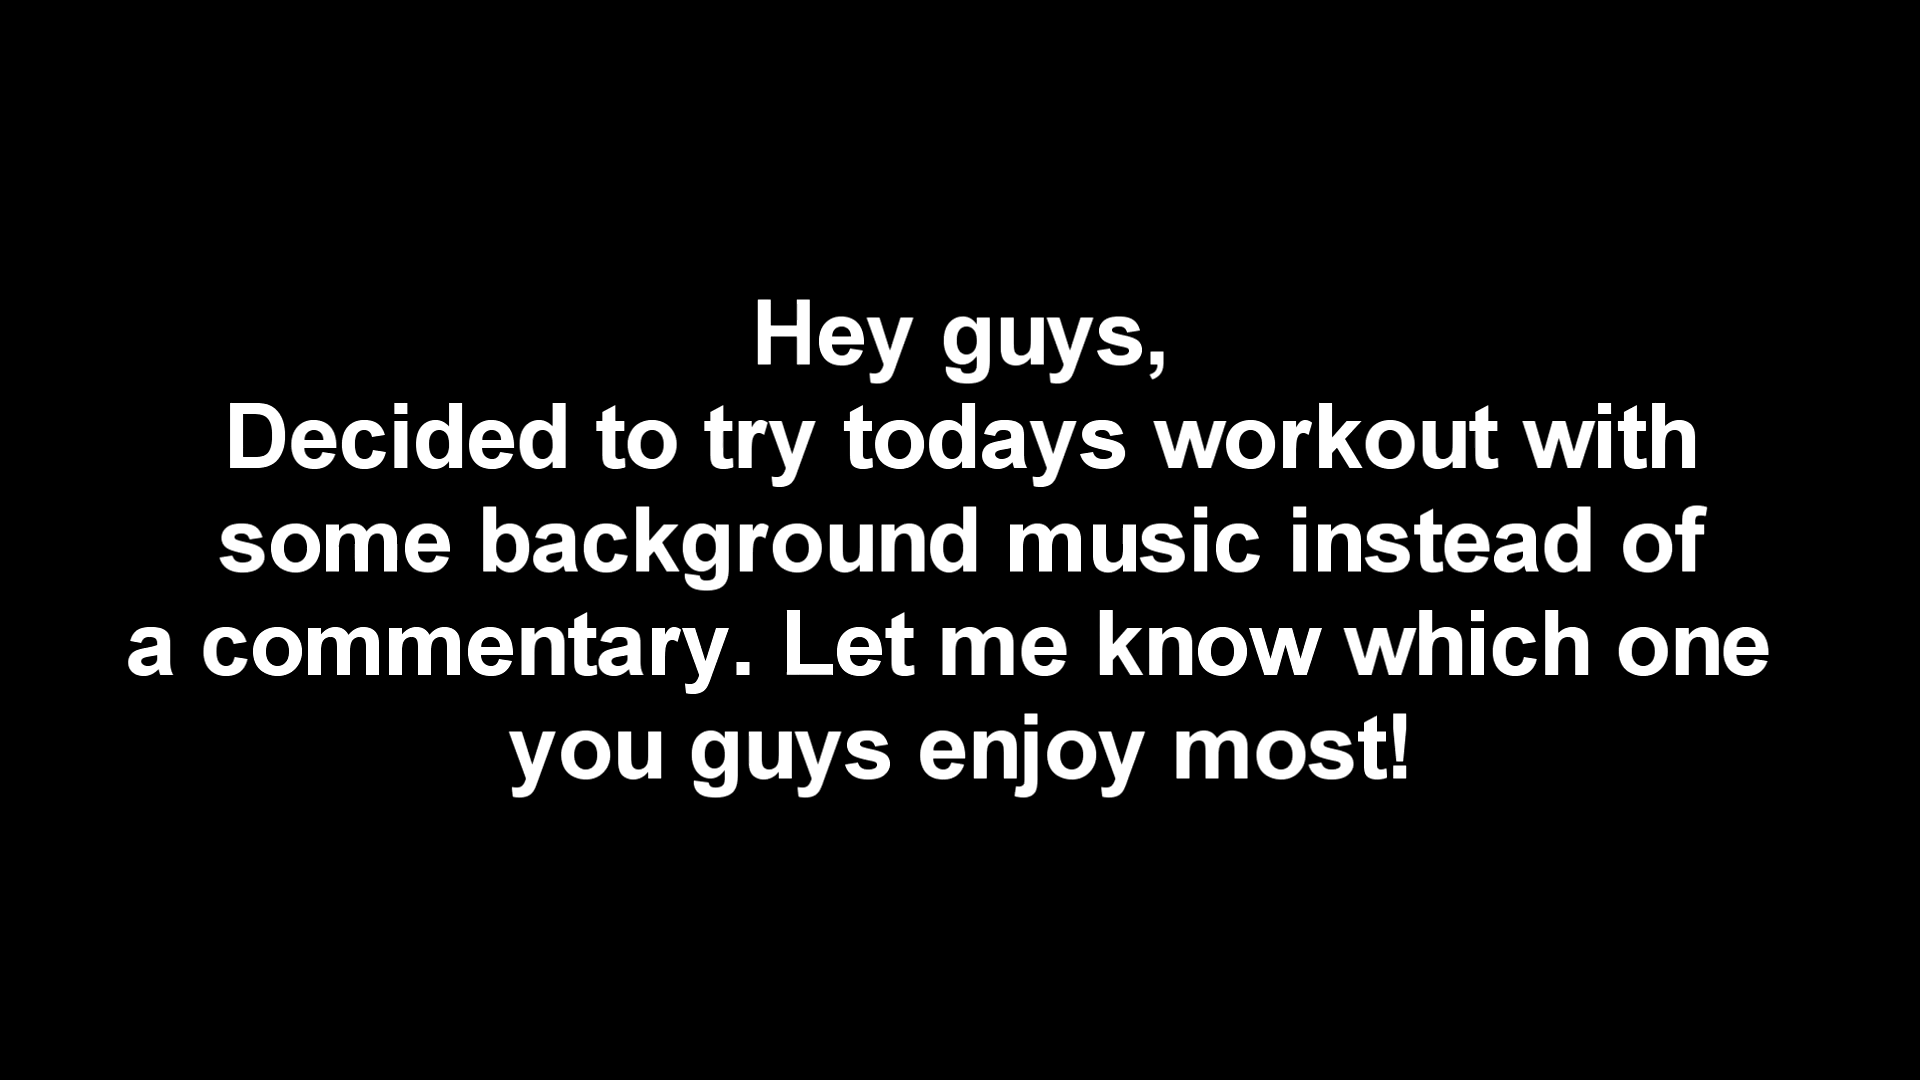 Hey guys,
Decided to try todays workout with
some background music instead of
a commentary. Let me know which one
you guys enjoy most!